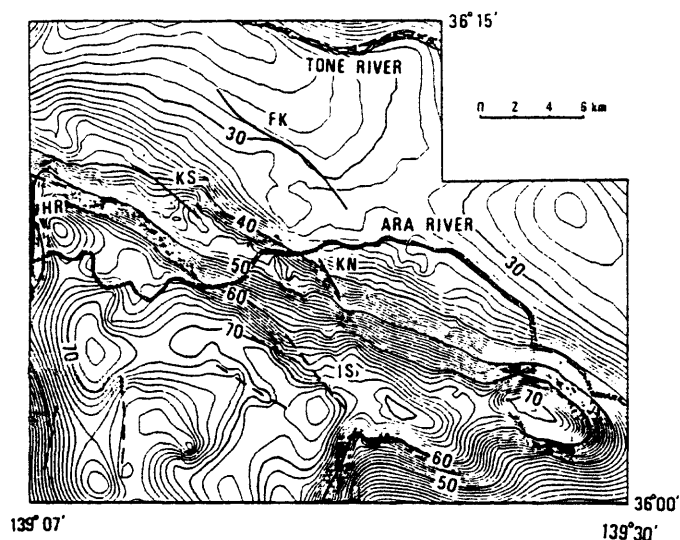 36° 15′
TONE RIVER
0 2 4 6 km
FK
30
KS
HR
40
ARA RIVER
50
KN
30
60
70
70
IS
70
60
50
36° 00′
139° 07′
139° 30′